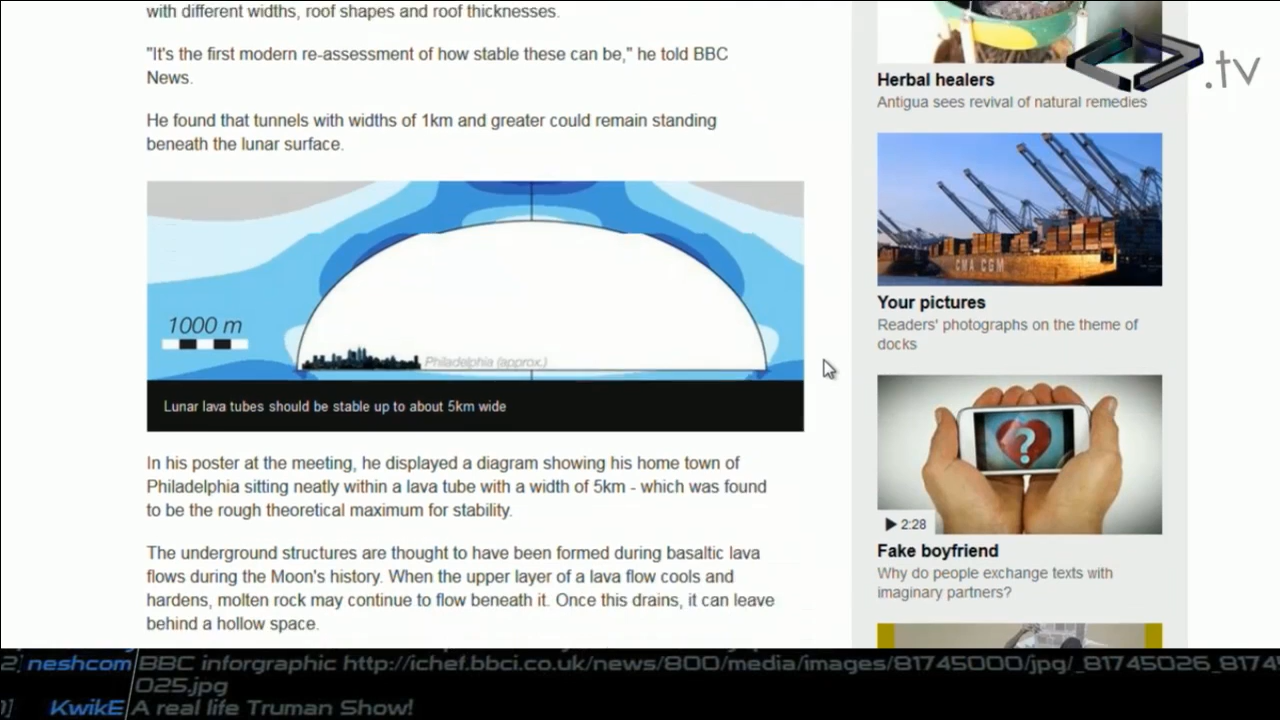 with different widths, roof shapes and roof thicknesses.
"It's the first modern re-assessment of how stable these can be," he told BBC
News.
He found that tunnels with widths of 1km and greater could remain standing
beneath the lunar surface.
1000 m
Philadelphia (approx.)
Lunar lava tubes should be stable up to about 5km wide
In his poster at the meeting, he displayed a diagram showing his home town of
Philadelphia sitting neatly within a lava tube with a width of 5km - which was found
to be the rough theoretical maximum for stability.
The underground structures are thought to have been formed during basaltic lava
flows during the Moon's history. When the upper layer of a lava flow cools and
hardens, molten rock may continue to flow beneath it. Once this drains, it can leave
behind a hollow space.
.tv
Herbal healers
Antigua sees revival of natural remedies
CMA CGM
Your pictures
Readers' photographs on the theme of
docks
?
2:28
Fake boyfriend
Why do people exchange texts with
imaginary partners?
2] neshcom BBC inforgraphic http://ichef.bbci.co.uk/news/800/media/images/81745000/jpg/_81745026_8174
025.jpg
0] KwikE A real life Truman Show!